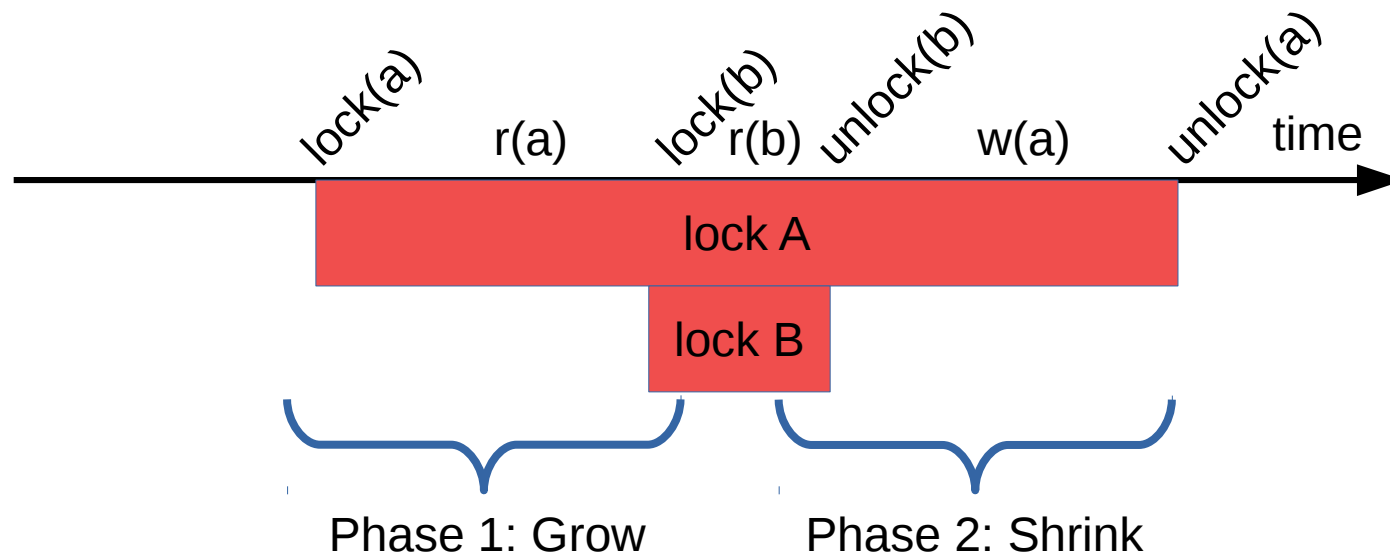 lock(a)
r(a)
lock(b)
r(b)
unlock(b)
w(a)
unlock(a)
time
lock A
lock B
Phase 1: Grow
Phase 2: Shrink